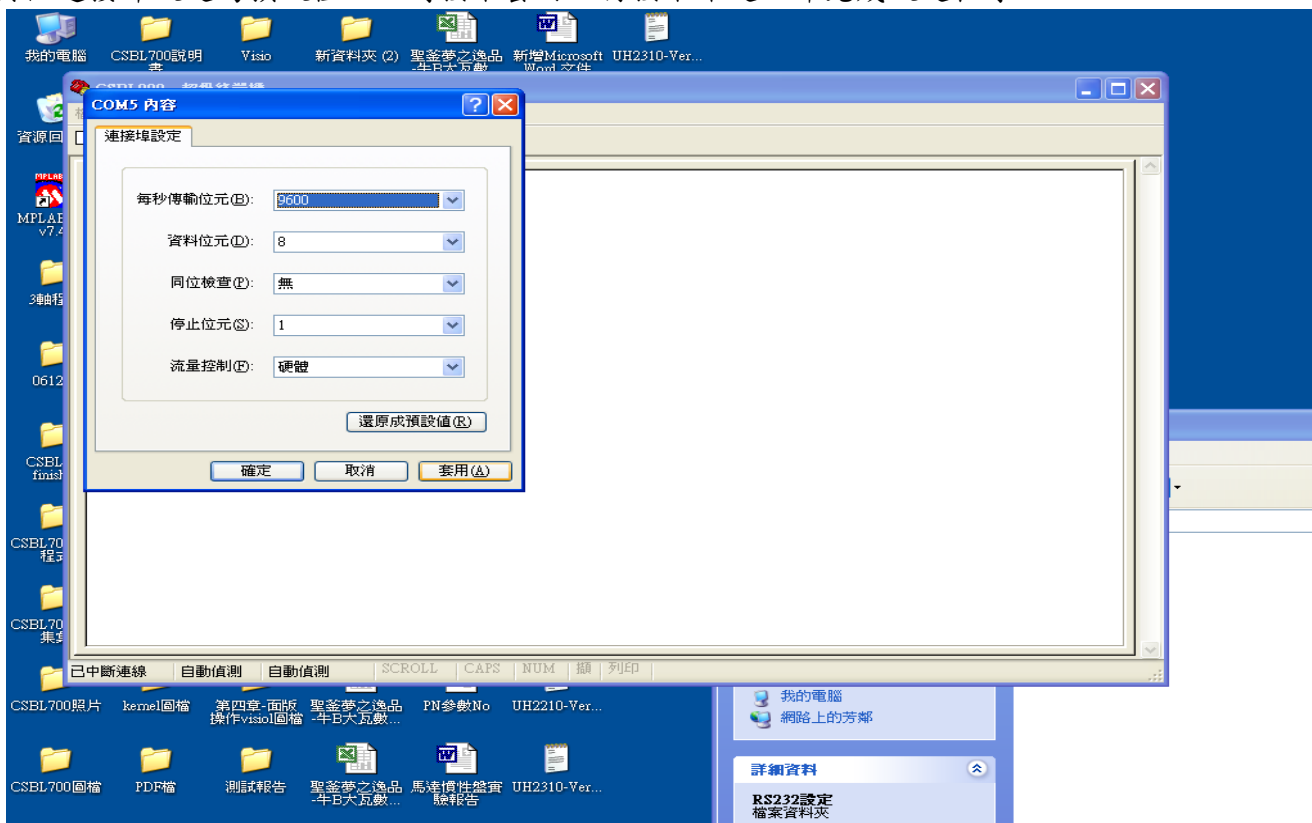 我的電腦
CSBL700說明書
Visio
新資料夾 (2)
聖荃夢之逸品
-牛B大瓦數
新增Microsoft
Word 文件
UH2310-Ver...
資源回
MPLAB
v7.4
3軸程
0612
CSBL
finish
CSBL70
程式
CSBL70
集
COM5 內容
連接埠設定
每秒傳輸位元(B):
9600
資料位元(D):
8
同位檢查(P):
無
停止位元(S):
1
流量控制(F):
硬體
還原成預設值(R)
確定
取消
套用(A)
已中斷連線
自動偵測
自動偵測
SCROLL
CAPS
NUM
擷
列印
CSBL700照片
kernel圖檔
第四章-面版
操作visio1圖檔
聖荃夢之逸品
-牛B大瓦數...
PN參數No
UH2210-Ver...
我的電腦
網路上的芳鄰
CSBL700圖檔
PDF檔
測試報告
聖荃夢之逸品
-牛B大瓦數...
馬達慣性盤實
驗報告
UH2310-Ver...
詳細資料
RS232設定
檔案資料夾